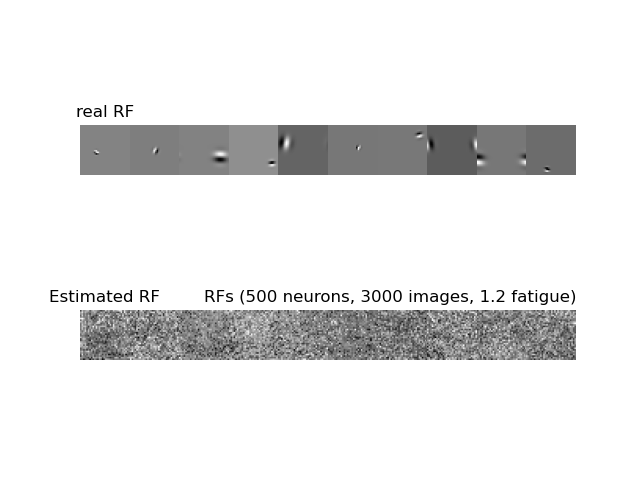 real RF
Estimated RF
RFs (500 neurons, 3000 images, 1.2 fatigue)